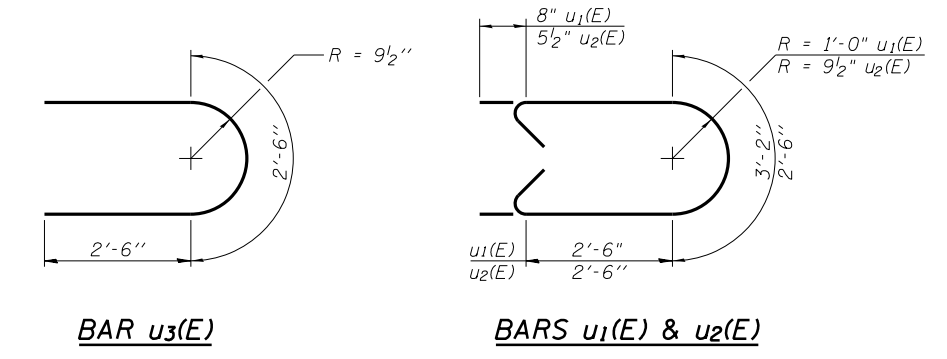 R = 9½"
2'-6"
2'-6"
BAR u3(E)
8" u1(E)
5½" u2(E)
R = 1'-0" u1(E)
R = 9½" u2(E)
3'-2"
2'-6"
u1(E)
u2(E)
2'-6"
2'-6"
BARS u1(E) & u2(E)